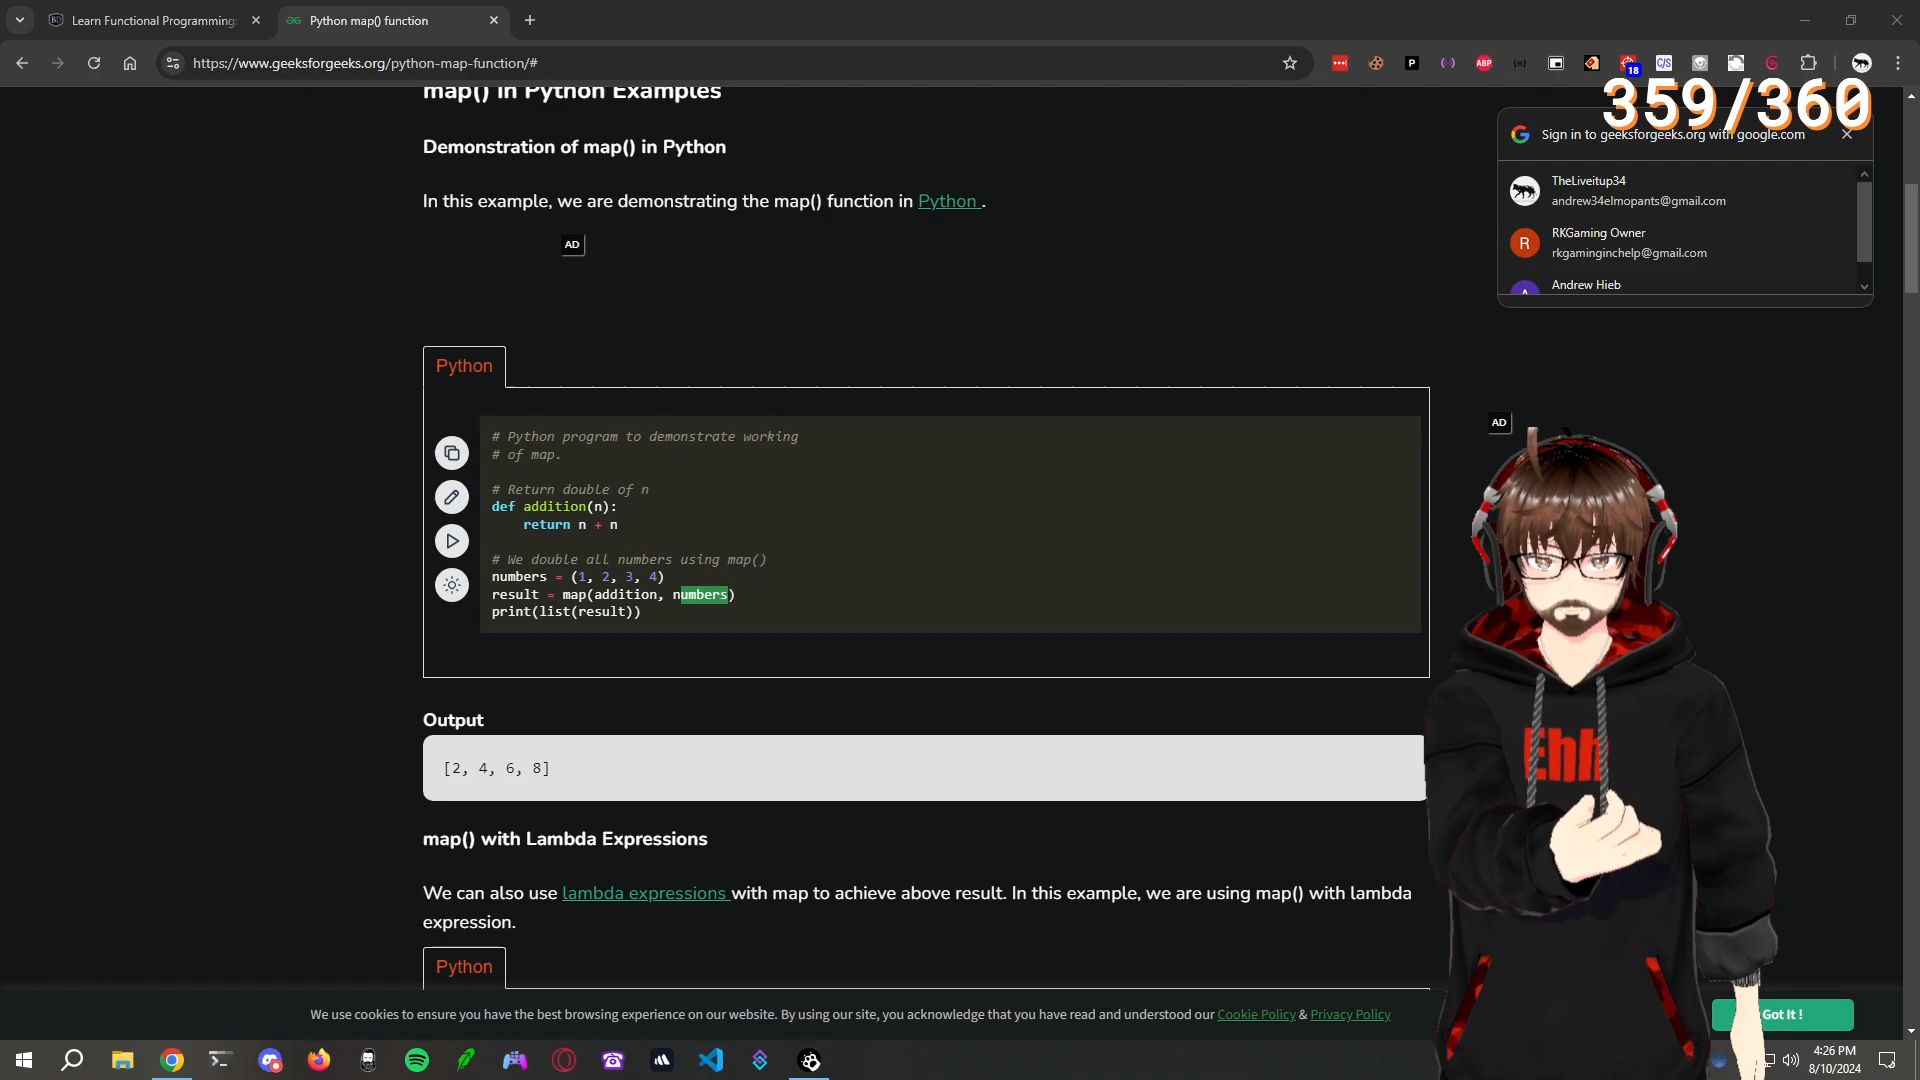 Learn Functional Programming
Python map() function
https://www.geeksforgeeks.org/python-map-function/#
P
ABP
18
C/S
359/360
map() in Python Examples
Demonstration of map() in Python
In this example, we are demonstrating the map() function in Python .
AD
Sign in to geeksforgeeks.org with google.com
TheLiveitup34
andrew34elmopants@gmail.com
R
RKGaming Owner
rkgaminginchelp@gmail.com
A
Andrew Hieb
Python
# Python program to demonstrate working
# of map.
# Return double of n
def addition(n):
return n + n
# We double all numbers using map()
numbers = (1, 2, 3, 4)
result = map(addition, numbers)
print(list(result))
AD
Output
[2, 4, 6, 8]
Ehh
map() with Lambda Expressions
We can also use lambda expressions with map to achieve above result. In this example, we are using map() with lambda
expression.
Python
We use cookies to ensure you have the best browsing experience on our website. By using our site, you acknowledge that you have read and understood our Cookie Policy & Privacy Policy
Got It !
4:26 PM
8/10/2024